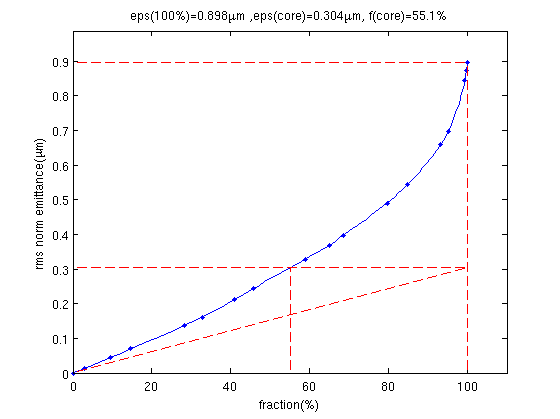 eps(100%)=0.898μm ,eps(core)=0.304μm, f(core)=55.1%
0.9
0.8
0.7
0.6
0.5
0.4
0.3
0.2
0.1
0
rms norm emittance(μm)
0 20 40 60 80 100
fraction(%)